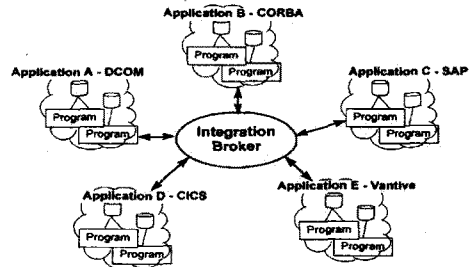 Application B - CORBA
Program
Program
Application A - DCOM
Program
Program
Application C - SAP
Program
Program
Integration
Broker
Application D - CICS
Program
Program
Application E - Vantive
Program
Program